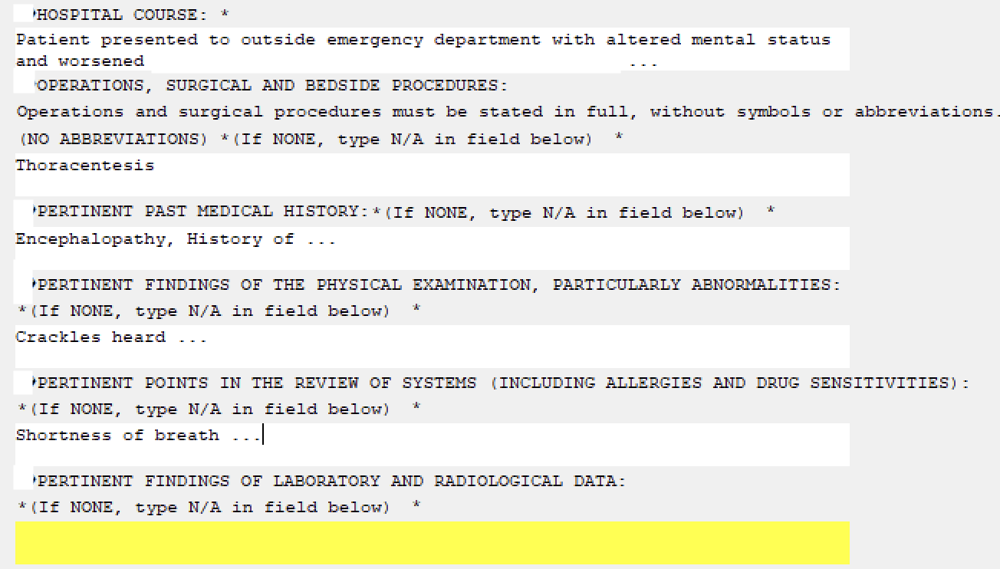 HOSPITAL COURSE: *
Patient presented to outside emergency department with altered mental status
and worsened ...
OPERATIONS, SURGICAL AND BEDSIDE PROCEDURES:
Operations and surgical procedures must be stated in full, without symbols or abbreviations.
(NO ABBREVIATIONS) *(If NONE, type N/A in field below) *
Thoracentesis
PERTINENT PAST MEDICAL HISTORY:*(If NONE, type N/A in field below) *
Encephalopathy, History of ...
PERTINENT FINDINGS OF THE PHYSICAL EXAMINATION, PARTICULARLY ABNORMALITIES:
*(If NONE, type N/A in field below) *
Crackles heard ...
PERTINENT POINTS IN THE REVIEW OF SYSTEMS (INCLUDING ALLERGIES AND DRUG SENSITIVITIES):
*(If NONE, type N/A in field below) *
Shortness of breath ...
PERTINENT FINDINGS OF LABORATORY AND RADIOLOGICAL DATA:
*(If NONE, type N/A in field below) *